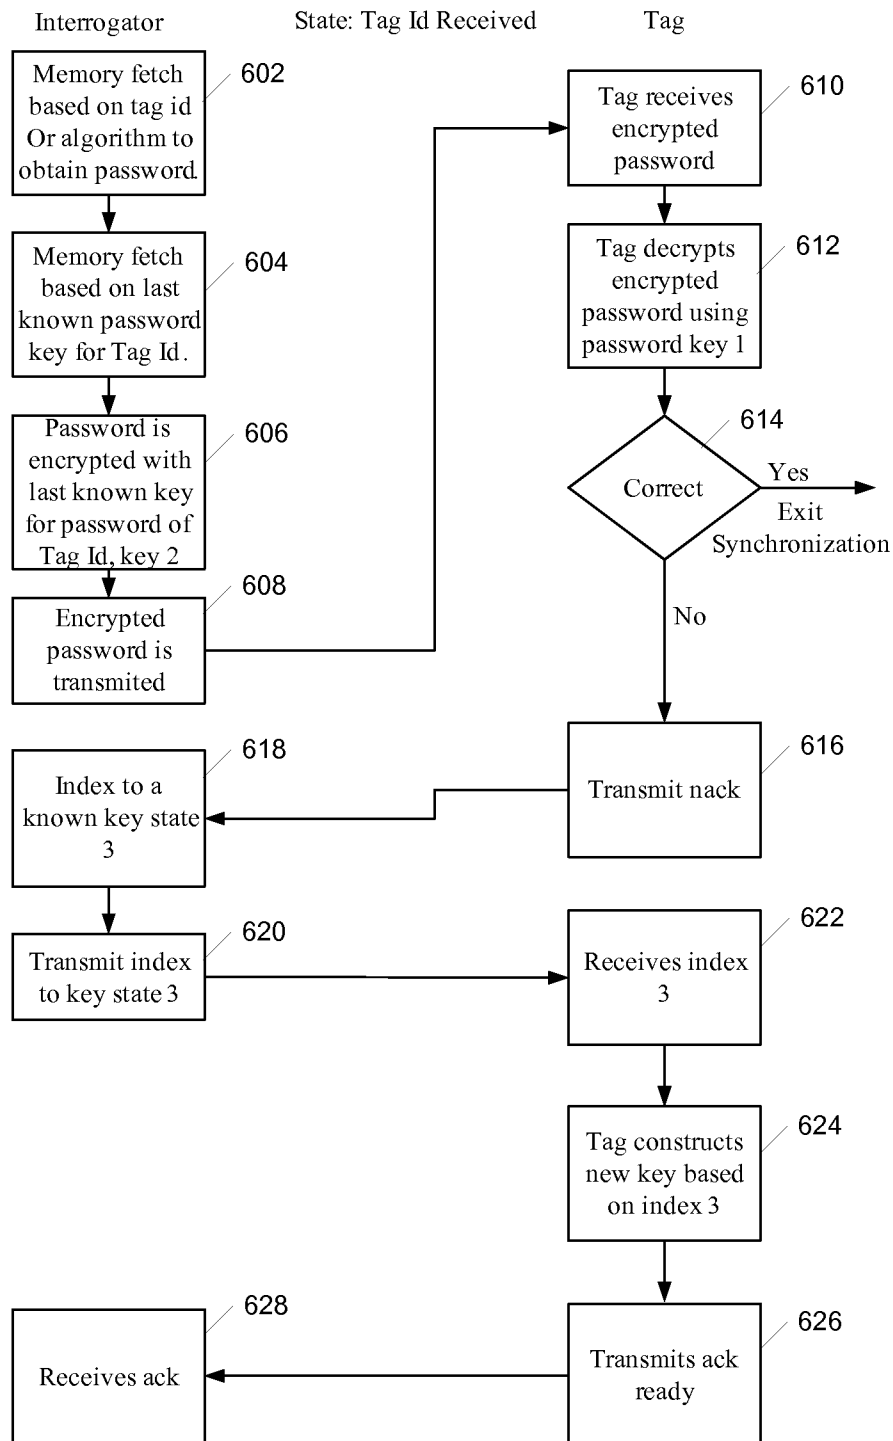 Interrogator
State: Tag Id Received
Tag
Memory fetch
based on tag id
Or algorithm to
obtain password.
602
Memory fetch
based on last
known password
key for Tag Id.
604
Password is
encrypted with
last known key
for password of
Tag Id, key 2
606
Encrypted
password is
transmited
608
Tag receives
encrypted
password
610
Tag decrypts
encrypted
password using
password key 1
612
Correct
614
Yes
Exit
Synchronization
No
Transmit nack
616
Index to a
known key state
3
618
Transmit index
to key state 3
620
Receives index
3
622
Tag constructs
new key based
on index 3
624
Transmits ack
ready
626
Receives ack
628